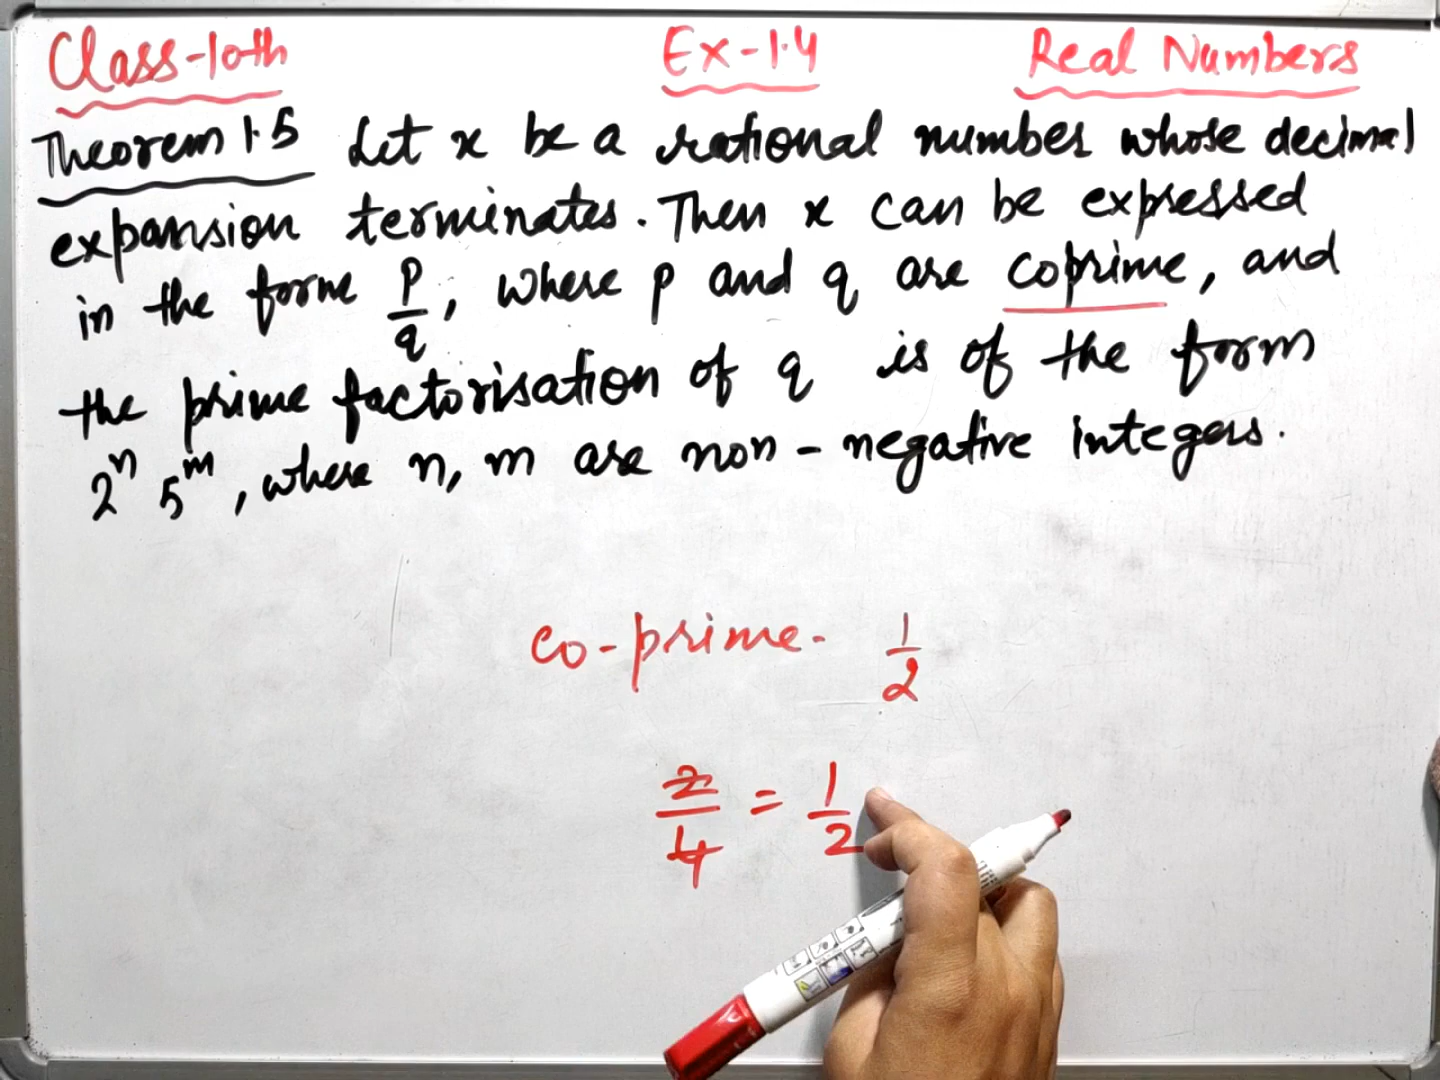 Class-10th Ex-1.4 Real Numbers
Theorem 1.5 Let x be a rational number whose decimal
expansion terminates. Then x can be expressed
in the form p/q, where p and q are coprime, and
the prime factorisation of q is of the form
2^n 5^m, where n, m are non-negative integers.
co-prime- 1/2
2/4 = 1/2